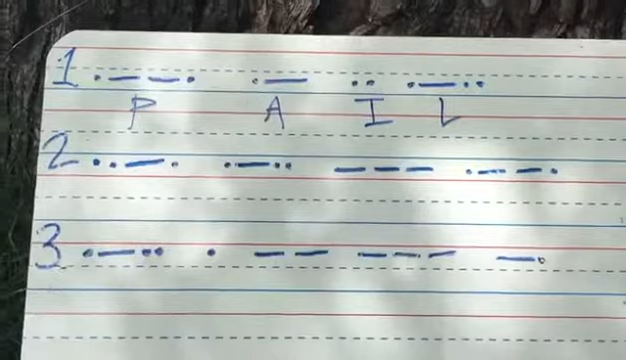 1 .--. .- .. .-..
P A I L
2 ..-. .-.. --- .--.
3 .-.. . -- --- -.